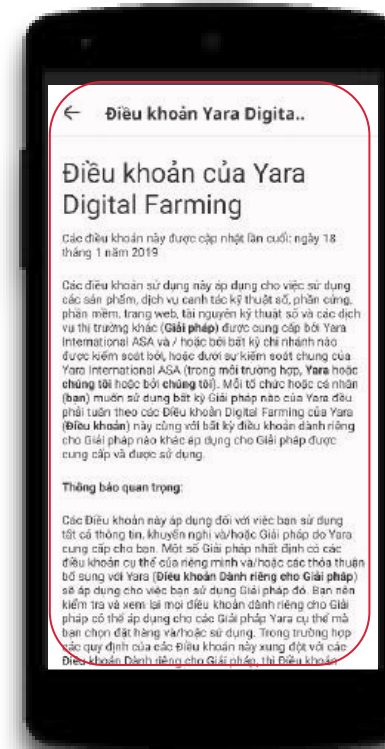 ← Điều khoản Yara Digita..
Điều khoản của Yara
Digital Farming
Các điều khoản này được cập nhật lần cuối: ngày 18
tháng 1 năm 2019
Các điều khoản sử dụng này áp dụng cho việc sử dụng
các sản phẩm, dịch vụ canh tác kỹ thuật số, phần cứng,
phần mềm, trang web, tài nguyên kỹ thuật số và các dịch
vụ thị trường khác (Giải pháp) được cung cấp bởi Yara
International ASA và / hoặc bởi bất kỳ chi nhánh nào
được kiểm soát bởi, hoặc dưới sự kiểm soát chung của
Yara International ASA (trong mỗi trường hợp, Yara hoặc
chúng tôi hoặc bởi chúng tôi). Mỗi tổ chức hoặc cá nhân
(bạn) muốn sử dụng bất kỳ Giải pháp nào của Yara đều
phải tuân theo các Điều khoản Digital Farming của Yara
(Điều khoản) này cùng với bất kỳ điều khoản dành riêng
cho Giải pháp nào khác áp dụng cho Giải pháp được
cung cấp và được sử dụng.
Thông báo quan trọng:
Các Điều khoản này áp dụng đối với việc bạn sử dụng
tất cả thông tin, khuyến nghị và/hoặc Giải pháp do Yara
cung cấp cho bạn. Một số Giải pháp nhất định có các
điều khoản cụ thể của riêng mình và/hoặc các thỏa thuận
bổ sung với Yara (Điều khoản Dành riêng cho Giải pháp)
sẽ áp dụng cho việc bạn sử dụng Giải pháp đó. Bạn nên
kiểm tra và xem lại mọi điều khoản dành riêng cho Giải
pháp có thể áp dụng cho các Giải pháp Yara cụ thể mà
bạn chọn đặt hàng và/hoặc sử dụng. Trong trường hợp
các quy định của các Điều khoản này xung đột với các
Điều khoản Dành riêng cho Giải pháp, thì Điều khoản